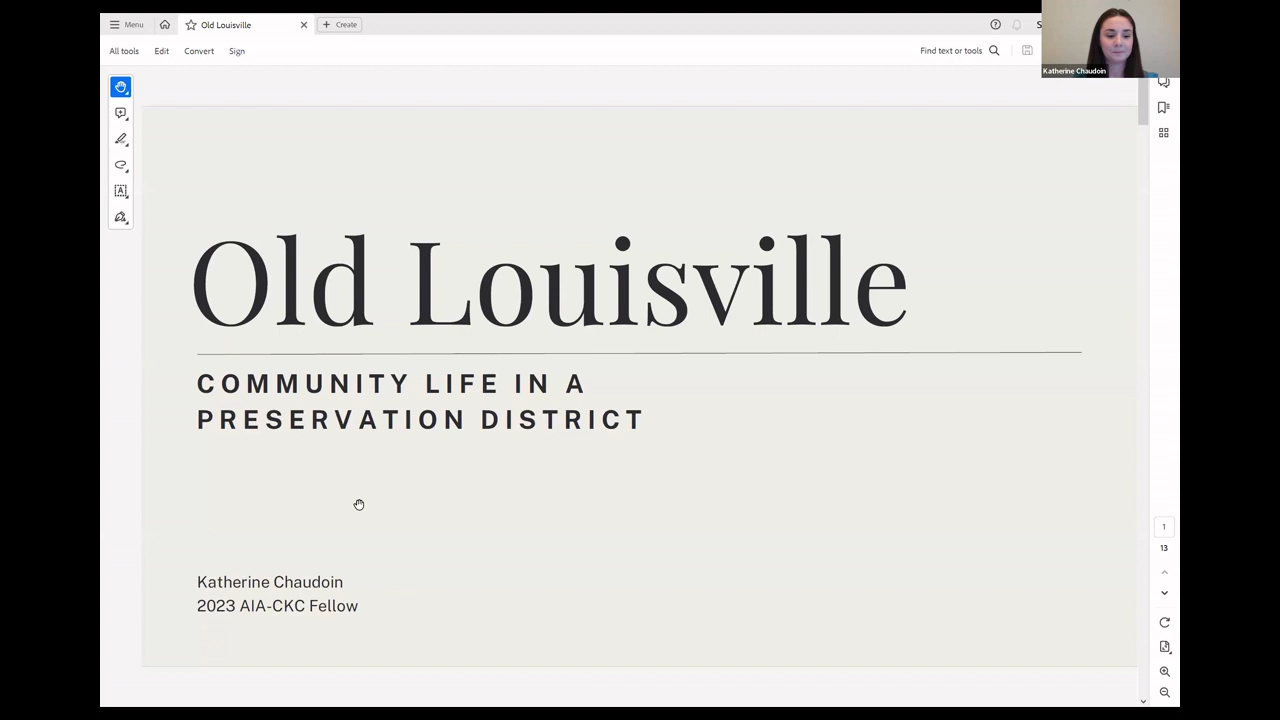 Menu
Old Louisville
Create
All tools
Edit
Convert
Sign
Find text or tools
Katherine Chaudoin
Old Louisville
COMMUNITY LIFE IN A
PRESERVATION DISTRICT
Katherine Chaudoin
2023 AIA-CKC Fellow
1
13